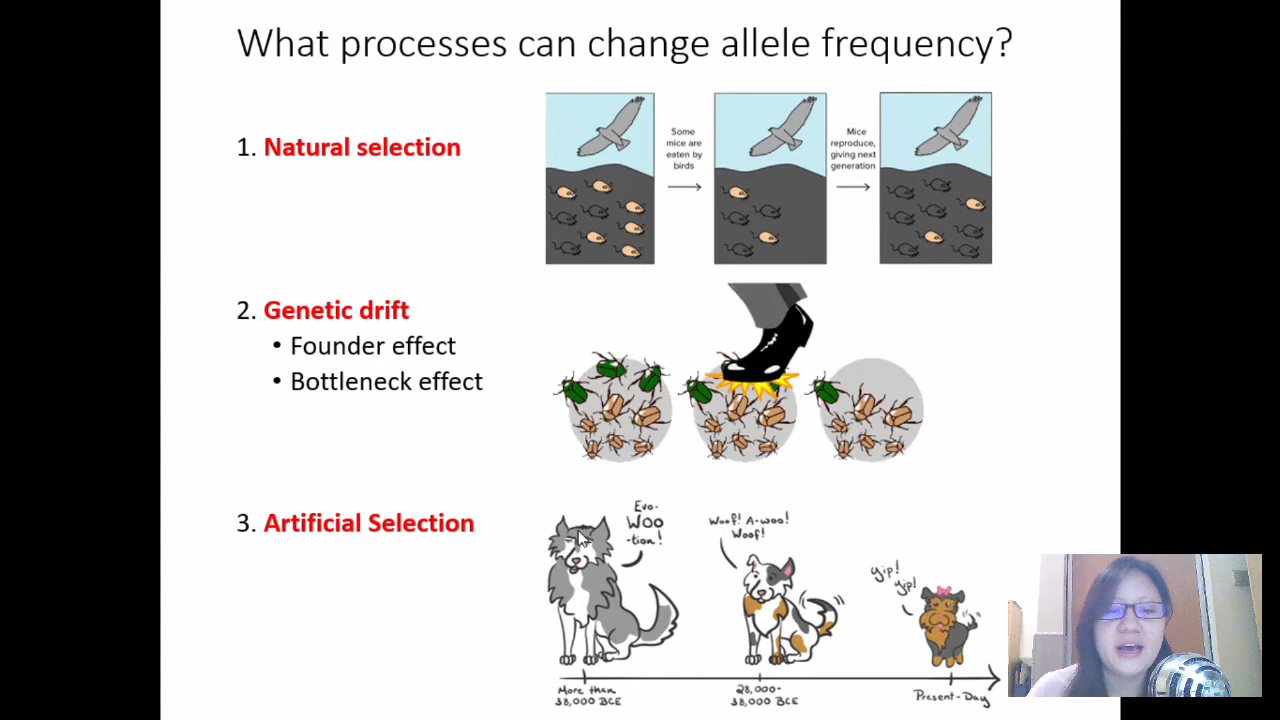 What processes can change allele frequency?
1. Natural selection
Some
mice are
eaten by
birds
Mice
reproduce,
giving next
generation
2. Genetic drift
• Founder effect
• Bottleneck effect
3. Artificial Selection
Evo-
Woo
-tion!
Woof! A-woo!
Woof!
Yip!
Yip!
More than
38,000 BCE
28,000-
38,000 BCE
Present-Day